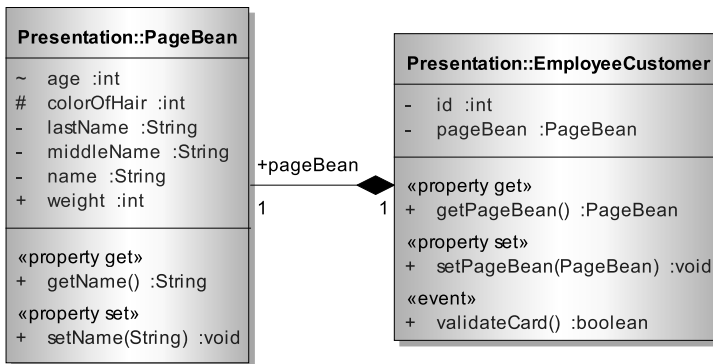 Presentation::PageBean
~ age :int
# colorOfHair :int
- lastName :String
- middleName :String
- name :String
+ weight :int
«property get»
+ getName() :String
«property set»
+ setName(String) :void
+pageBean
1
1
Presentation::EmployeeCustomer
- id :int
- pageBean :PageBean
«property get»
+ getPageBean() :PageBean
«property set»
+ setPageBean(PageBean) :void
«event»
+ validateCard() :boolean